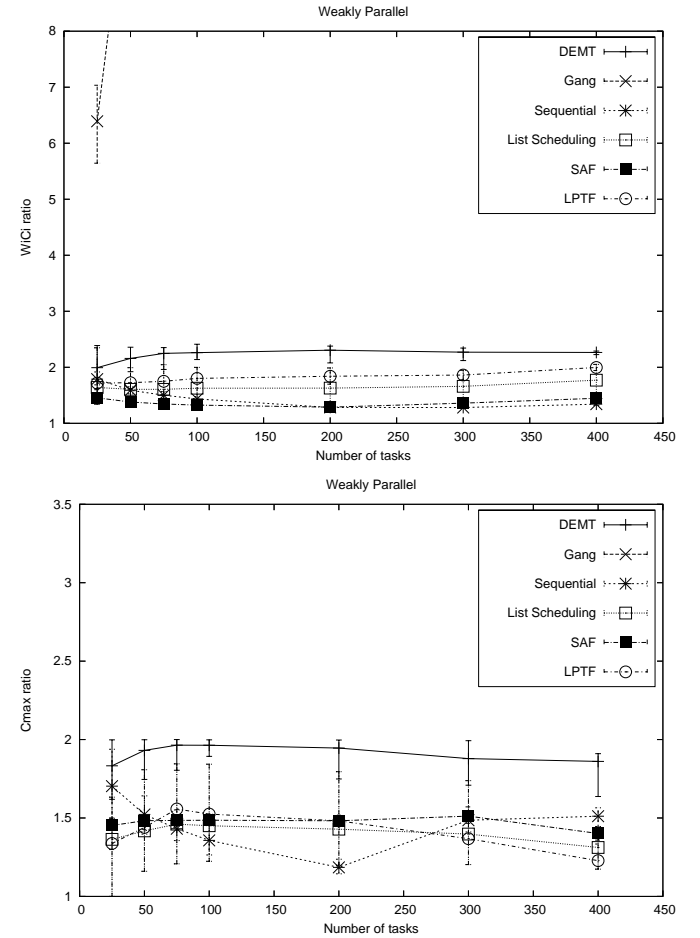 Weakly Parallel
8
7
6
5
4
3
2
1
WiCi ratio
DEMT
Gang
Sequential
List Scheduling
SAF
LPTF
0 50 100 150 200 250 300 350 400 450
Number of tasks
Weakly Parallel
3.5
3
2.5
2
1.5
1
Cmax ratio
DEMT
Gang
Sequential
List Scheduling
SAF
LPTF
0 50 100 150 200 250 300 350 400 450
Number of tasks